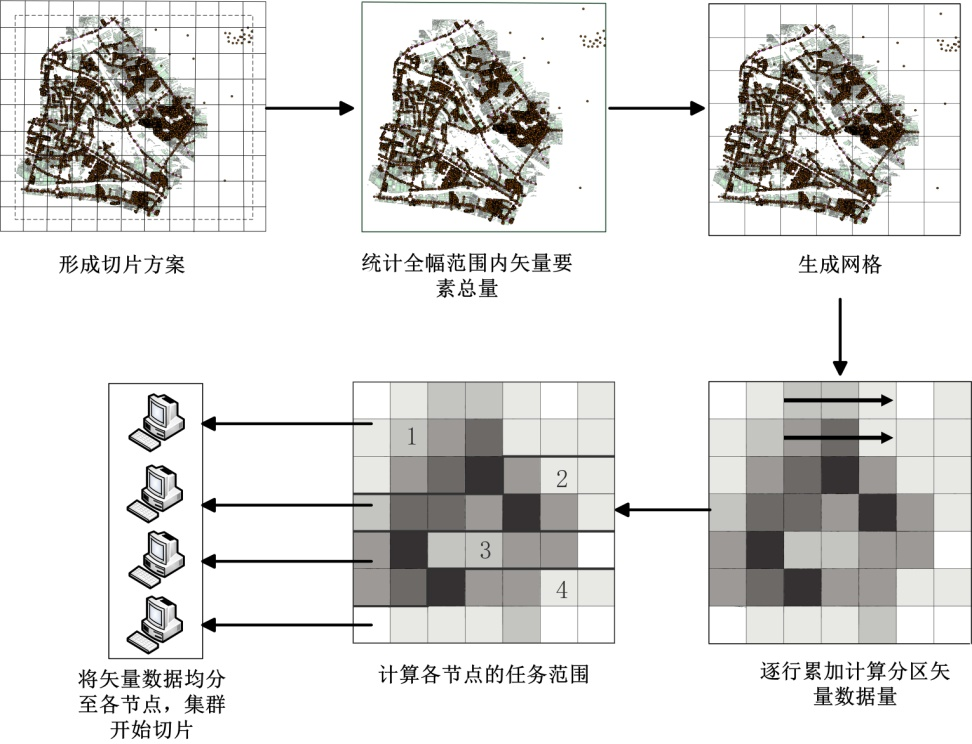 形成切片方案
统计全幅范围内矢量要
素总量
生成网格
1
2
3
4
将矢量数据均分
至各节点，集群
开始切片
计算各节点的任务范围
逐行累加计算分区矢
量数据量